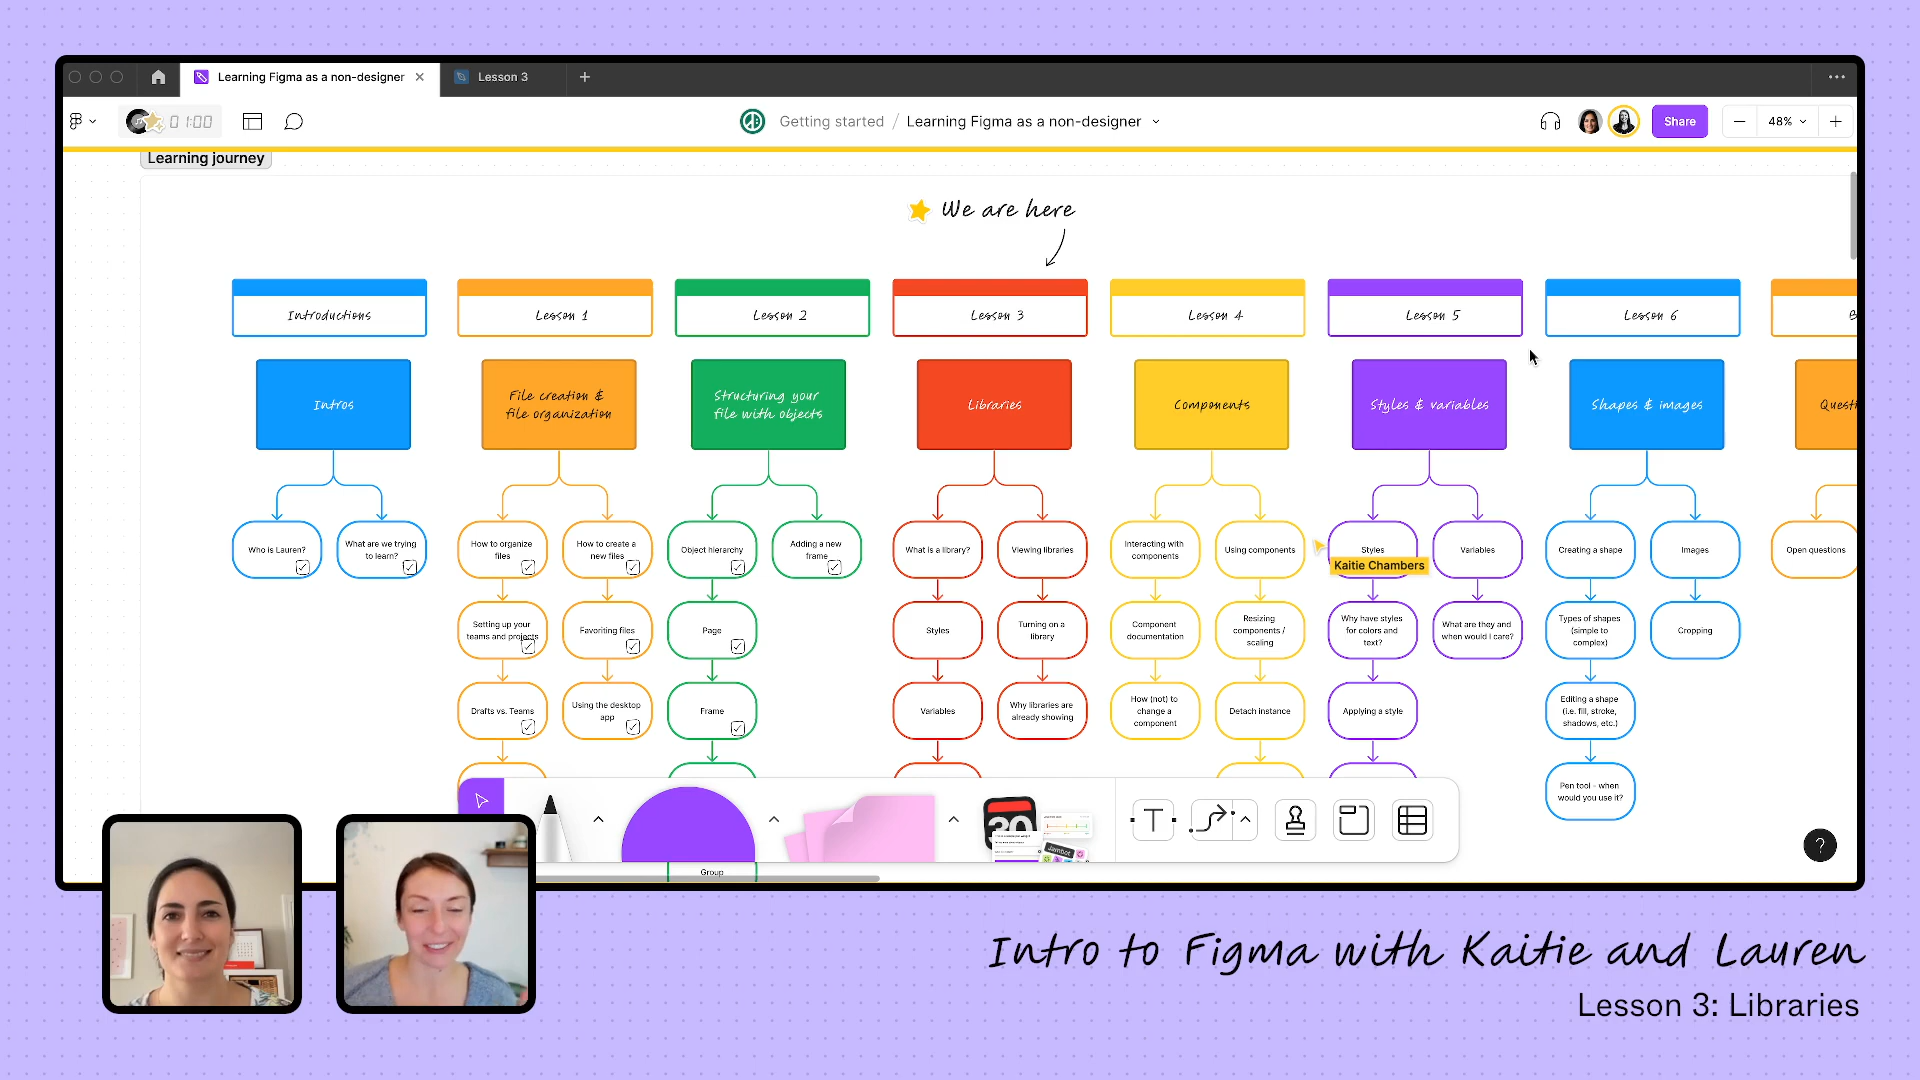 Learning Figma as a non-designer
Lesson 3
01:00
Getting started / Learning Figma as a non-designer
Share
48%
Learning journey
We are here
Introductions
Lesson 1
Lesson 2
Lesson 3
Lesson 4
Lesson 5
Lesson 6
B
Intros
File creation &
file organization
Structuring your
file with objects
Libraries
Components
Styles & variables
Shapes & images
Questi
Who is Lauren?
What are we trying
to learn?
How to organize
files
How to create a
new files
Object hierarchy
Adding a new
frame
What is a library?
Viewing libraries
Interacting with
components
Using components
Styles
Kaitie Chambers
Variables
Creating a shape
Images
Open questions
Setting up your
teams and projects
Favoriting files
Page
Styles
Turning on a
library
Component
documentation
Resizing
components /
scaling
Why have styles
for colors and
text?
What are they and
when would I care?
Types of shapes
(simple to
complex)
Cropping
Drafts vs. Teams
Using the desktop
app
Frame
Variables
Why libraries are
already showing
How (not) to
change a
component
Detach instance
Applying a style
Editing a shape
(i.e. fill, stroke,
shadows, etc.)
Pen tool - when
would you use it?
30
Jambot
T
?
Group
Intro to Figma with Kaitie and Lauren
Lesson 3: Libraries